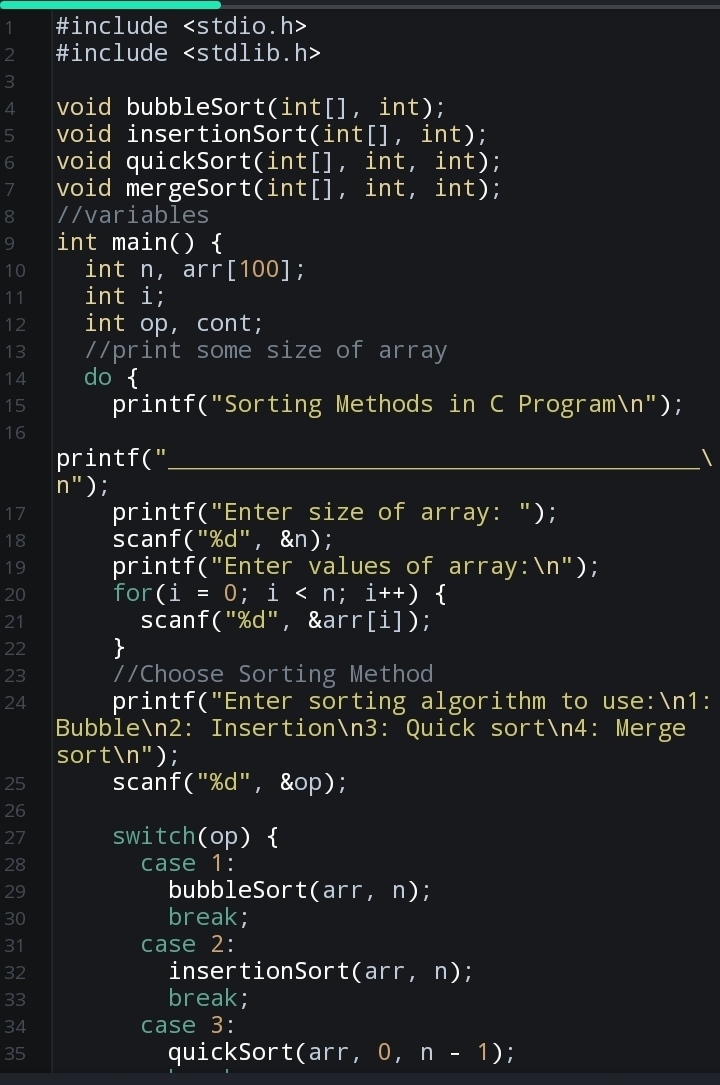 1 #include <stdio.h>
2 #include <stdlib.h>
3
4 void bubbleSort(int[], int);
5 void insertionSort(int[], int);
6 void quickSort(int[], int, int);
7 void mergeSort(int[], int, int);
8 //variables
9 int main() {
10 int n, arr[100];
11 int i;
12 int op, cont;
13 //print some size of array
14 do {
15 printf("Sorting Methods in C Program\n");
16
printf("______________________________________\
n");
17 printf("Enter size of array: ");
18 scanf("%d", &n);
19 printf("Enter values of array:\n");
20 for(i = 0; i < n; i++) {
21 scanf("%d", &arr[i]);
22 }
23 //Choose Sorting Method
24 printf("Enter sorting algorithm to use:\n1:
Bubble\n2: Insertion\n3: Quick sort\n4: Merge
sort\n");
25 scanf("%d", &op);
26
27 switch(op) {
28 case 1:
29 bubbleSort(arr, n);
30 break;
31 case 2:
32 insertionSort(arr, n);
33 break;
34 case 3:
35 quickSort(arr, 0, n - 1);